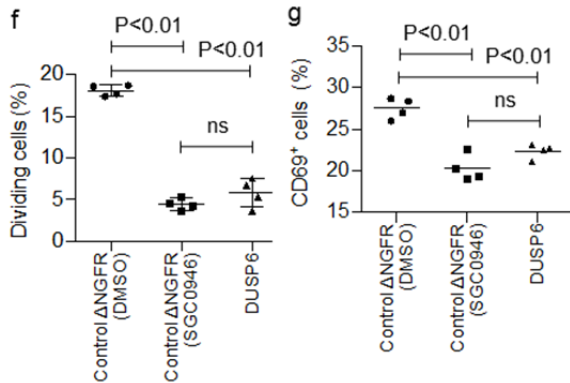 f
P<0.01
P<0.01
ns
Dividing cells (%)
20
15
10
5
0
Control ΔNGFR
(DMSO)
Control ΔNGFR
(SGC0946)
DUSP6
g
P<0.01
P<0.01
ns
CD69⁺ cells (%)
35
30
25
20
15
Control ΔNGFR
(DMSO)
Control ΔNGFR
(SGC0946)
DUSP6